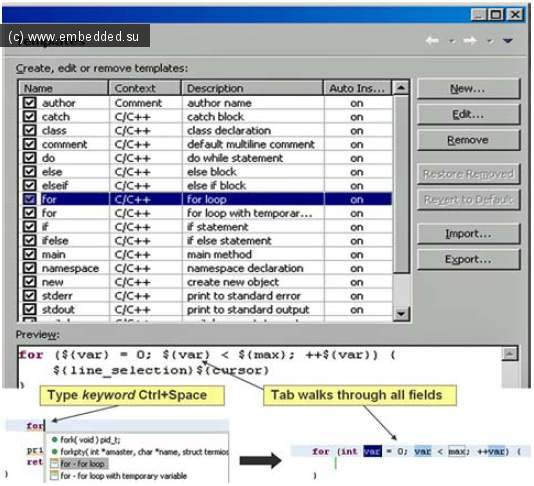 (c) www.embedded.su
Templates
Create, edit or remove templates:
Name Context Description Auto Ins...
author Comment author name on
catch C/C++ catch block on
class C/C++ class declaration on
comment C/C++ default multiline comment on
do C/C++ do while statement on
else C/C++ else block on
elseif C/C++ else if block on
for C/C++ for loop on
for C/C++ for loop with temporar... on
if C/C++ if statement on
ifelse C/C++ if else statement on
main C/C++ main method on
namespace C/C++ namespace declaration on
new C/C++ create new object on
stderr C/C++ print to standard error on
stdout C/C++ print to standard output on
New...
Edit...
Remove
Restore Removed
Revert to Default
Import...
Export...
Preview:
for (${var} = 0; ${var} < ${max}; ++${var}) {
${line_selection}${cursor}
}
Type keyword Ctrl+Space
Tab walks through all fields
for
fork( void ) pid_t;
forkpty( int *amaster, char *name, struct termios
for - for loop
for - for loop with temporary variable
pri
ret
}
for (int var = 0; var < max; ++var) {
}